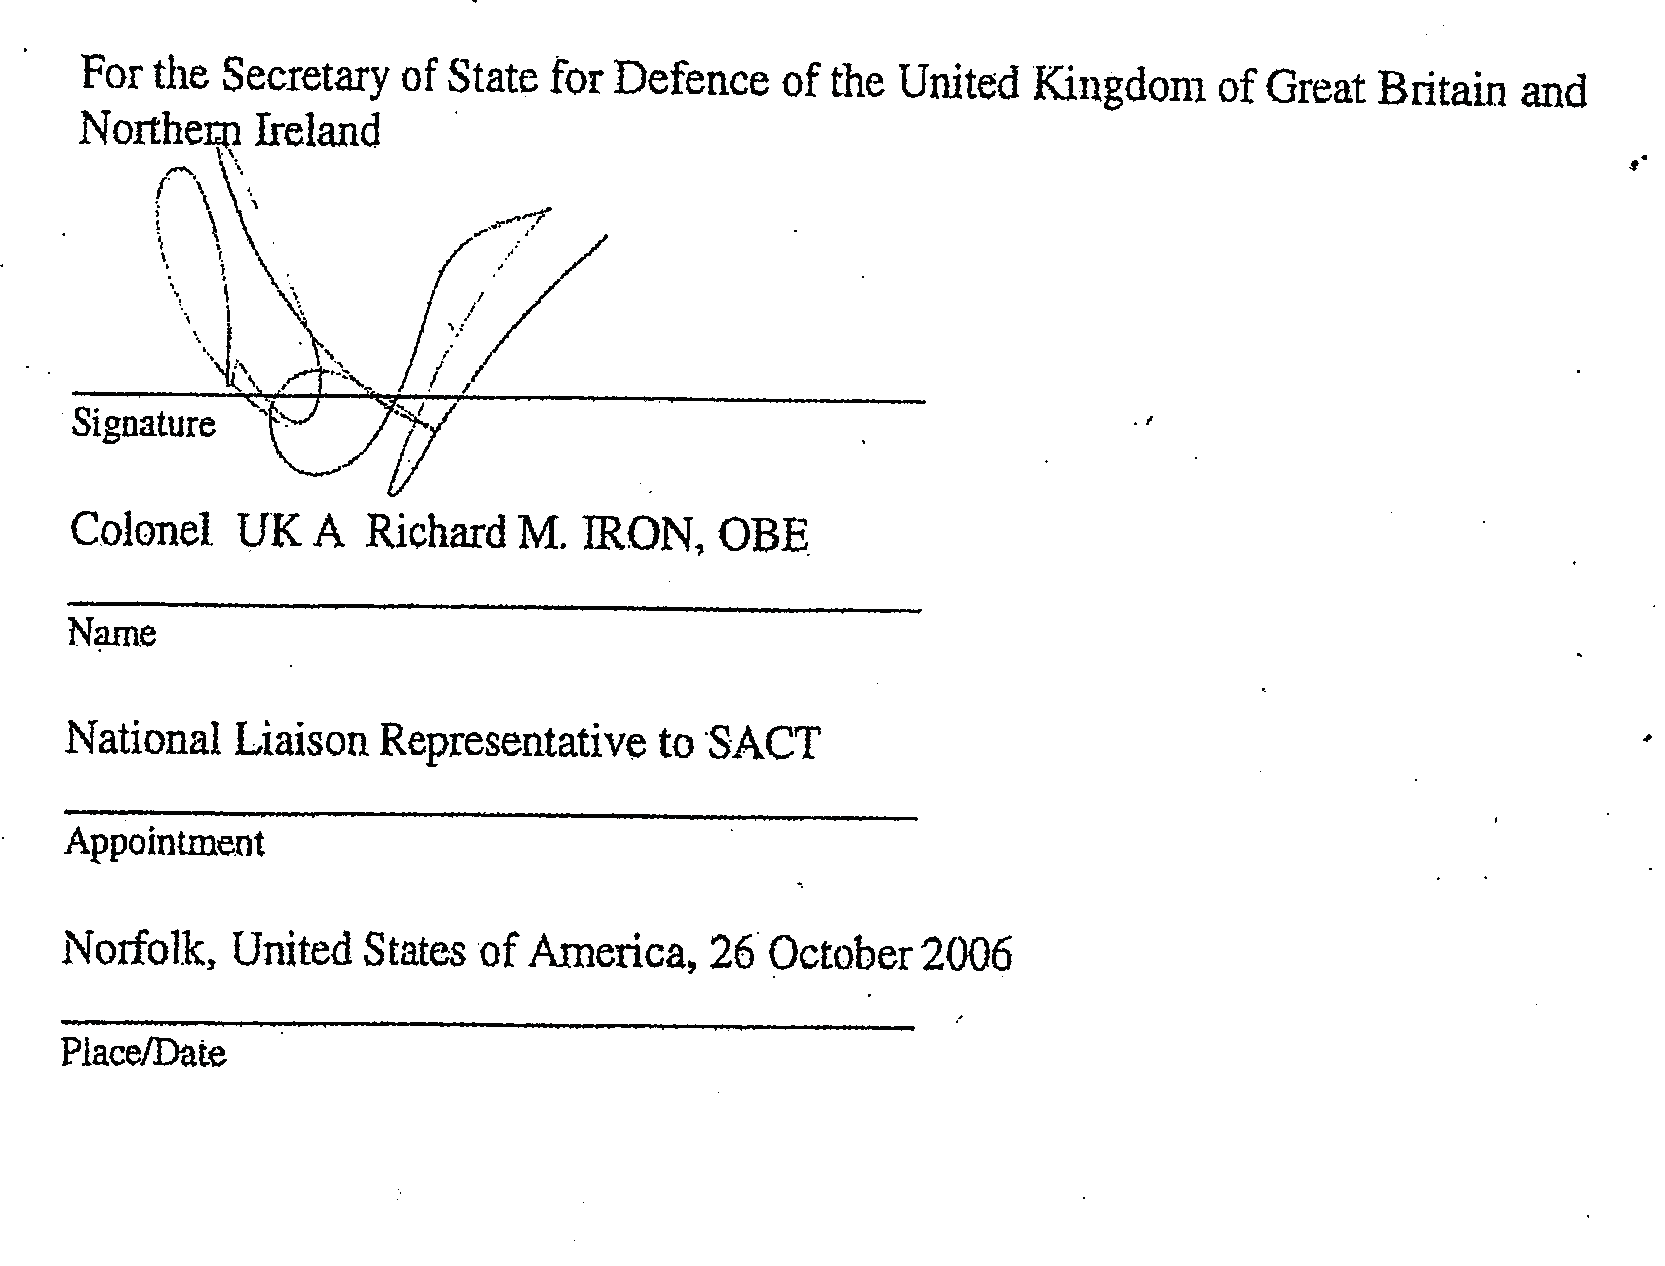 For the Secretary of State for Defence of the United Kingdom of Great Britain and
Northern Ireland
Signature
Colonel UK A Richard M. IRON, OBE
Name
National Liaison Representative to SACT
Appointment
Norfolk, United States of America, 26 October 2006
Place/Date